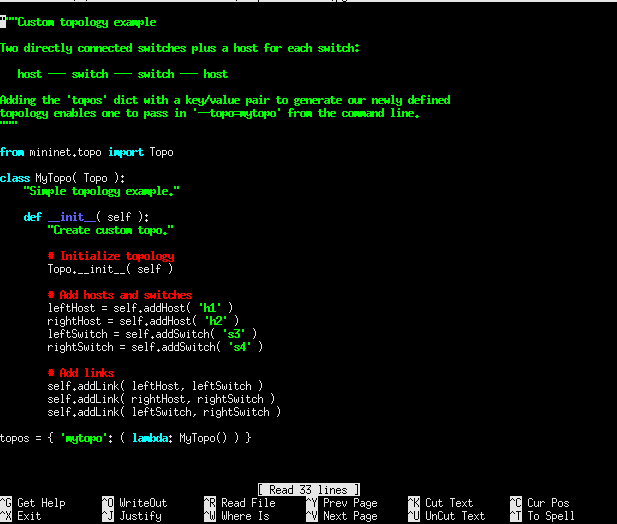 """Custom topology example

Two directly connected switches plus a host for each switch:

   host --- switch --- switch --- host

Adding the 'topos' dict with a key/value pair to generate our newly defined
topology enables one to pass in '--topo=mytopo' from the command line.
"""

from mininet.topo import Topo

class MyTopo( Topo ):
    "Simple topology example."

    def __init__( self ):
        "Create custom topo."

        # Initialize topology
        Topo.__init__( self )

        # Add hosts and switches
        leftHost = self.addHost( 'h1' )
        rightHost = self.addHost( 'h2' )
        leftSwitch = self.addSwitch( 's3' )
        rightSwitch = self.addSwitch( 's4' )

        # Add links
        self.addLink( leftHost, leftSwitch )
        self.addLink( rightHost, rightSwitch )
        self.addLink( leftSwitch, rightSwitch )

topos = { 'mytopo': ( lambda: MyTopo() ) }

[ Read 33 lines ]
^G Get Help ^O WriteOut ^R Read File ^Y Prev Page ^K Cut Text ^C Cur Pos
^X Exit ^J Justify ^W Where Is ^V Next Page ^U UnCut Text ^T To Spell